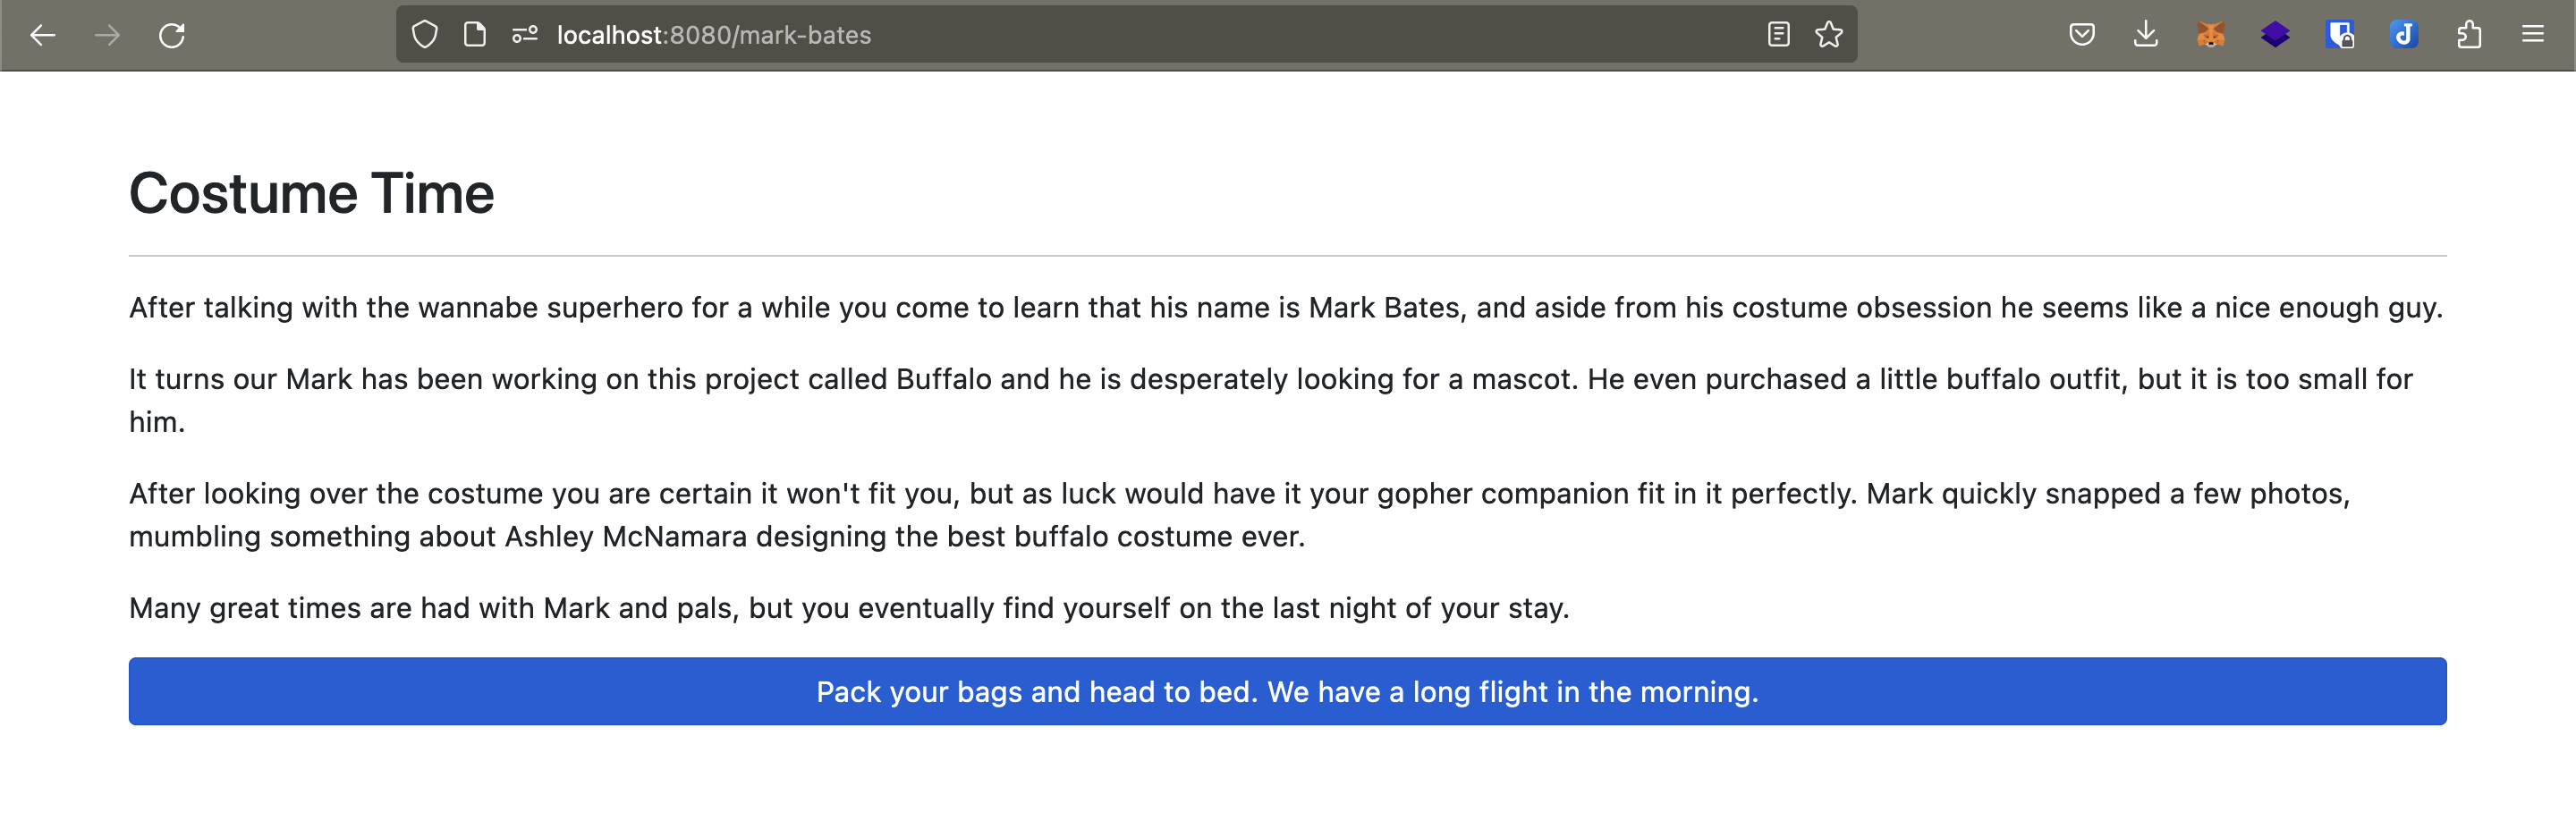 localhost:8080/mark-bates
Costume Time
After talking with the wannabe superhero for a while you come to learn that his name is Mark Bates, and aside from his costume obsession he seems like a nice enough guy.
It turns our Mark has been working on this project called Buffalo and he is desperately looking for a mascot. He even purchased a little buffalo outfit, but it is too small for
him.
After looking over the costume you are certain it won't fit you, but as luck would have it your gopher companion fit in it perfectly. Mark quickly snapped a few photos,
mumbling something about Ashley McNamara designing the best buffalo costume ever.
Many great times are had with Mark and pals, but you eventually find yourself on the last night of your stay.
Pack your bags and head to bed. We have a long flight in the morning.